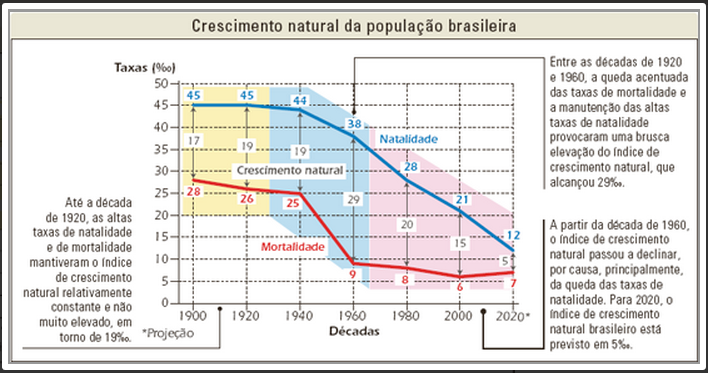 Crescimento natural da população brasileira
Taxas (‰)
50
45
40
35
30
25
20
15
10
5
0
45
45
44
38
28
21
12
Natalidade
17
19
19
29
20
15
5
Crescimento natural
28
26
25
9
8
6
7
Mortalidade
1900
1920
1940
1960
1980
2000
2020*
Décadas
*Projeção
Até a década
de 1920, as altas
taxas de natalidade
e de mortalidade
mantiveram o índice
de crescimento
natural relativamente
constante e não
muito elevado, em
torno de 19‰.
Entre as décadas de 1920
e 1960, a queda acentuada
das taxas de mortalidade e
a manutenção das altas
taxas de natalidade
provocaram uma brusca
elevação do índice de
crescimento natural, que
alcançou 29‰.
A partir da década de 1960,
o índice de crescimento
natural passou a declinar,
por causa, principalmente,
da queda das taxas de
natalidade. Para 2020, o
índice de crescimento
natural brasileiro está
previsto em 5‰.